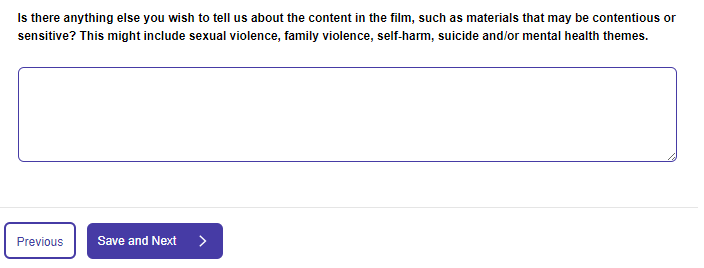 Is there anything else you wish to tell us about the content in the film, such as materials that may be contentious or
sensitive? This might include sexual violence, family violence, self-harm, suicide and/or mental health themes.
Previous
Save and Next